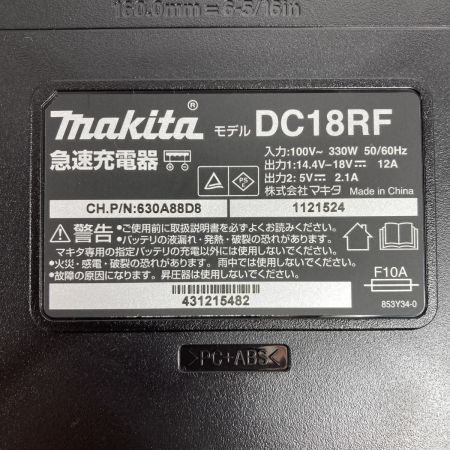 160.0mm = 6-5/16in
makita® モデル DC18RF
急速充電器
入力:100V~ 330W 50/60Hz
出力1:14.4V-18V⎓ 12A
出力2: 5V⎓ 2.1A
株式会社マキタ Made in China
PS E
CH.P/N:630A88D8 1121524
⚠警告 •ご使用前に取扱説明書を必ずよくお読みください。
•バッテリの液漏れ・発熱・破裂の恐れがあります。
マキタ専用の指定バッテリの充電以外には使用しないでください。
•火災・感電・破裂の恐れあり。雨中では使用しないでください。
•故障の原因になります。昇圧器は使用しないでください。
F10A
431215482
853Y34-0
>PC+ABS<